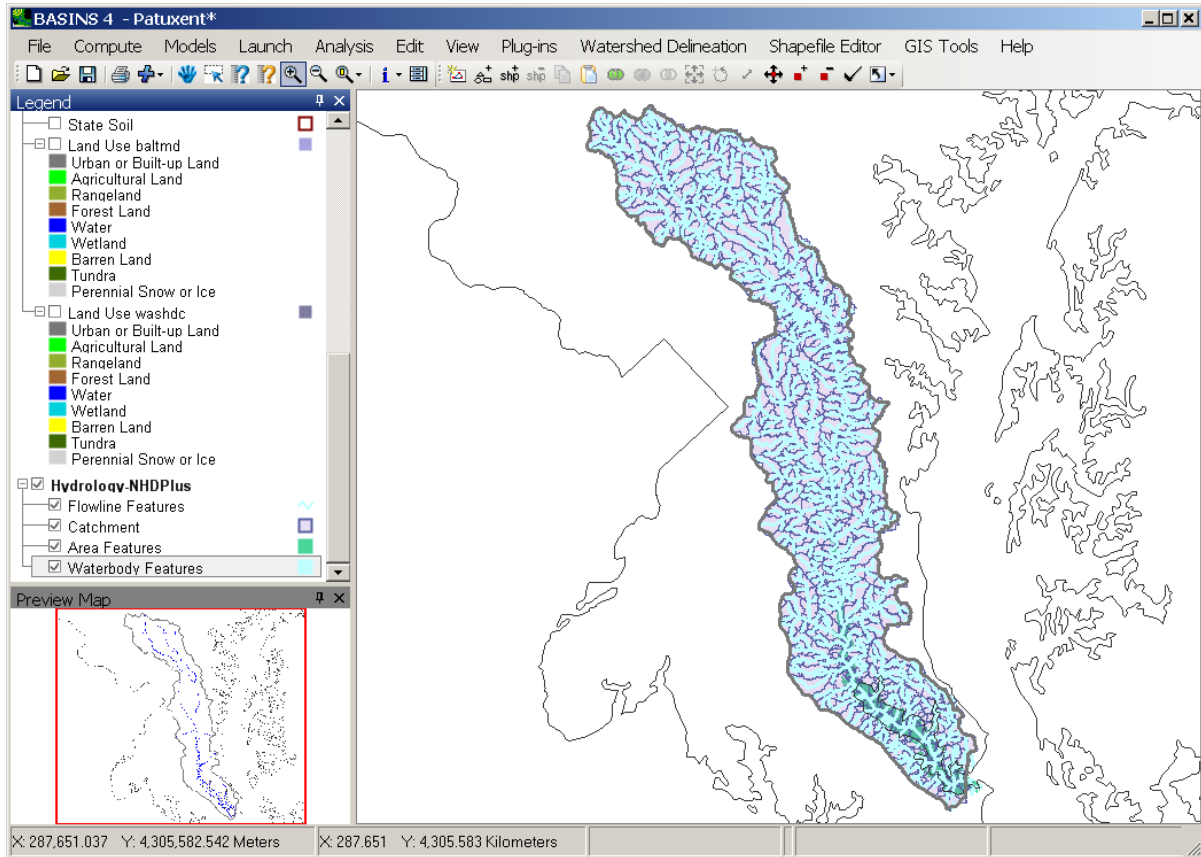 BASINS 4 - Patuxent*
File Compute Models Launch Analysis Edit View Plug-ins Watershed Delineation Shapefile Editor GIS Tools Help
shp shp
Legend
State Soil
Land Use baltmd
Urban or Built-up Land
Agricultural Land
Rangeland
Forest Land
Water
Wetland
Barren Land
Tundra
Perennial Snow or Ice
Land Use washdc
Urban or Built-up Land
Agricultural Land
Rangeland
Forest Land
Water
Wetland
Barren Land
Tundra
Perennial Snow or Ice
Hydrology-NHDPlus
Flowline Features
Catchment
Area Features
Waterbody Features
Preview Map
X: 287,651.037 Y: 4,305,582.542 Meters X: 287.651 Y: 4,305.583 Kilometers